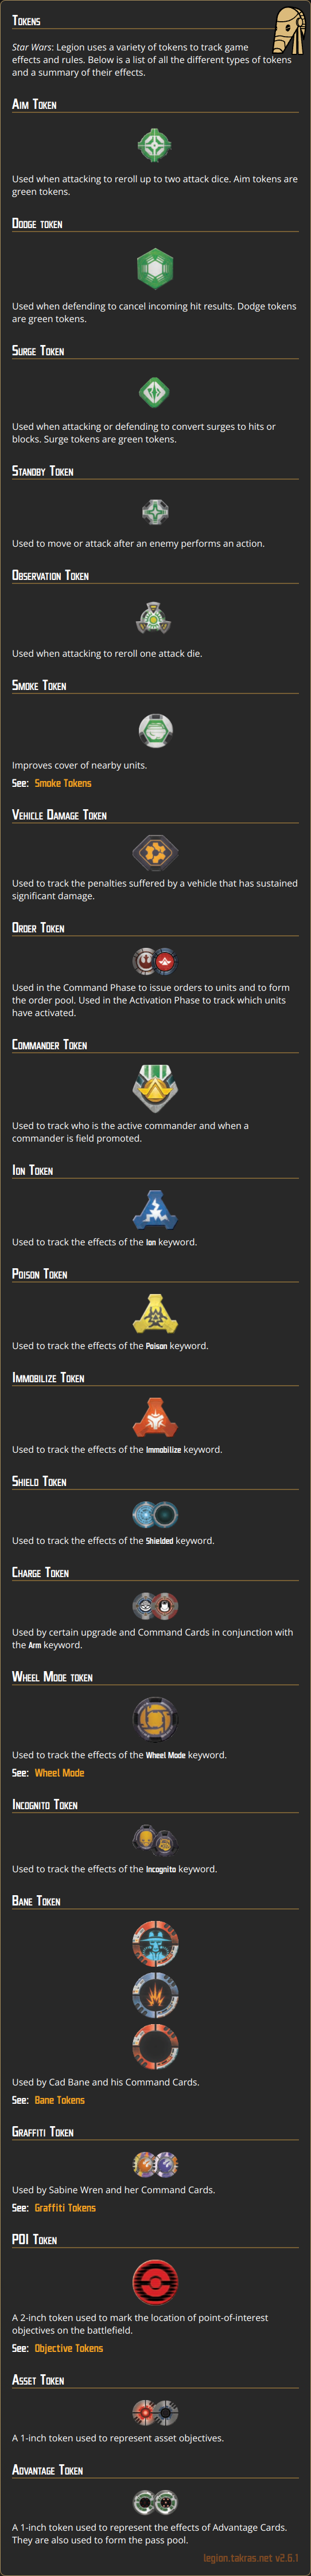 Tokens
Star Wars: Legion uses a variety of tokens to track game
effects and rules. Below is a list of all the different types of tokens
and a summary of their effects.
Aim Token
Used when attacking to reroll up to two attack dice. Aim tokens are
green tokens.
Dodge token
Used when defending to cancel incoming hit results. Dodge tokens
are green tokens.
Surge Token
Used when attacking or defending to convert surges to hits or
blocks. Surge tokens are green tokens.
Standby Token
Used to move or attack after an enemy performs an action.
Observation Token
Used when attacking to reroll one attack die.
Smoke Token
Improves cover of nearby units.
See: Smoke Tokens
Vehicle Damage Token
Used to track the penalties suffered by a vehicle that has sustained
significant damage.
Order Token
Used in the Command Phase to issue orders to units and to form
the order pool. Used in the Activation Phase to track which units
have activated.
Commander Token
Used to track who is the active commander and when a
commander is field promoted.
Ion Token
Used to track the effects of the Ion keyword.
Poison Token
Used to track the effects of the Poison keyword.
Immobilize Token
Used to track the effects of the Immobilize keyword.
Shield Token
Used to track the effects of the Shielded keyword.
Charge Token
Used by certain upgrade and Command Cards in conjunction with
the Arm keyword.
Wheel Mode token
Used to track the effects of the Wheel Mode keyword.
See: Wheel Mode
Incognito Token
Used to track the effects of the Incognito keyword.
Bane Token
Used by Cad Bane and his Command Cards.
See: Bane Tokens
Graffiti Token
Used by Sabine Wren and her Command Cards.
See: Graffiti Tokens
POI Token
A 2-inch token used to mark the location of point-of-interest
objectives on the battlefield.
See: Objective Tokens
Asset Token
A 1-inch token used to represent asset objectives.
Advantage Token
A 1-inch token used to represent the effects of Advantage Cards.
They are also used to form the pass pool.
legion.takras.net v2.6.1